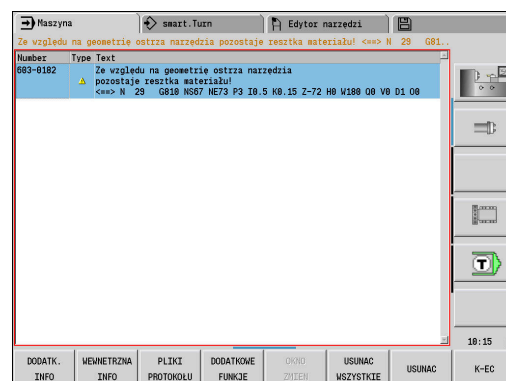 Maszyna
smart.Turn
Edytor narzędzi
Ze względu na geometrię ostrza narzędzia pozostaje resztka materiału! <==> N 29 G81..
Number Type Text
603-0182 Ze względu na geometrię ostrza narzędzia
pozostaje resztka materiału!
<==> N 29 G810 NS67 NE73 P3 I0.5 K0.15 Z-72 H0 W180 Q0 V0 D1 O0
T
10:15
DODATK. INFO
WEWNETRZNA INFO
PLIKI PROTOKOŁU
DODATKOWE FUNKJE
OKNO ZMIEN
USUNAC WSZYSTKIE
USUNAC
K-EC